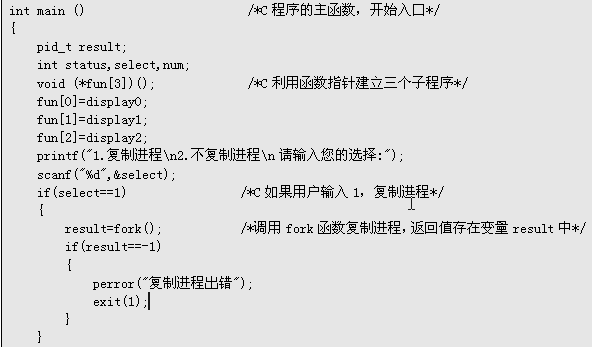 int main ()                    /*C 程序的主函数，开始入口*/
{
    pid_t result;
    int status,select,num;
    void (*fun[3])();          /*C 利用函数指针建立三个子程序*/
    fun[0]=display0;
    fun[1]=display1;
    fun[2]=display2;
    printf("1.复制进程\n2.不复制进程\n 请输入您的选择:");
    scanf("%d",&select);
    if(select==1)              /*C 如果用户输入 1，复制进程*/
    {
        result=fork();         /*调用 fork 函数复制进程，返回值存在变量 result 中*/
        if(result==-1)
        {
            perror("复制进程出错");
            exit(1);
        }
    }